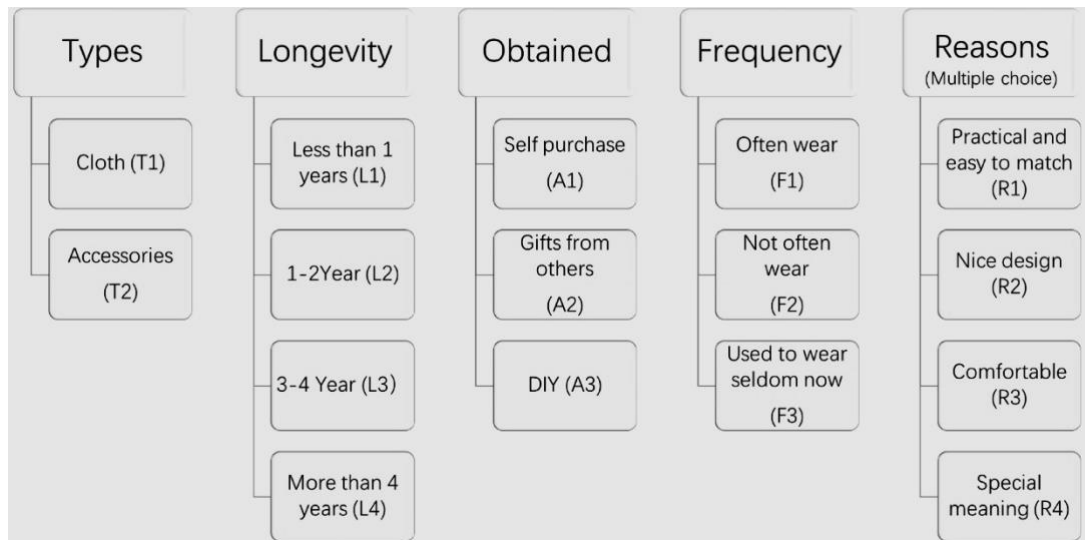 Types
Cloth (T1)
Accessories
(T2)
Longevity
Less than 1
years (L1)
1-2Year (L2)
3-4 Year (L3)
More than 4
years (L4)
Obtained
Self purchase
(A1)
Gifts from
others
(A2)
DIY (A3)
Frequency
Often wear
(F1)
Not often
wear
(F2)
Used to wear
seldom now
(F3)
Reasons
(Multiple choice)
Practical and
easy to match
(R1)
Nice design
(R2)
Comfortable
(R3)
Special
meaning (R4)